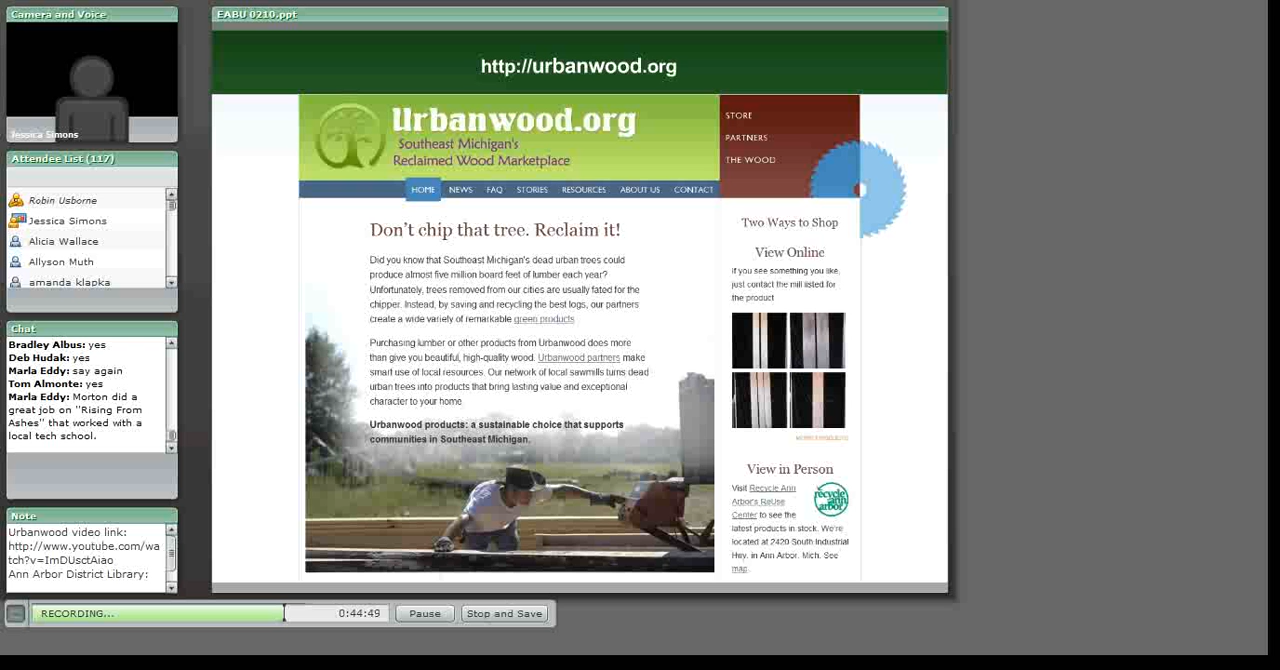 Camera and Voice
Jessica Simons
Attendee List (117)
Robin Usborne
Jessica Simons
Alicia Wallace
Allyson Muth
amanda klapka
Chat
Bradley Albus: yes
Deb Hudak: yes
Marla Eddy: say again
Tom Almonte: yes
Marla Eddy: Morton did a
great job on "Rising From
Ashes" that worked with a
local tech school.
Note
Urbanwood video link:
http://www.youtube.com/wa
tch?v=ImDUsctAiao
Ann Arbor District Library:
EABU 0210.ppt
http://urbanwood.org
Urbanwood.org
Southeast Michigan's
Reclaimed Wood Marketplace
STORE
PARTNERS
THE WOOD
HOME NEWS FAQ STORIES RESOURCES ABOUT US CONTACT
Don't chip that tree. Reclaim it!
Did you know that Southeast Michigan's dead urban trees could
produce almost five million board feet of lumber each year?
Unfortunately, trees removed from our cities are usually fated for the
chipper. Instead, by saving and recycling the best logs, our partners
create a wide variety of remarkable green products
Purchasing lumber or other products from Urbanwood does more
than give you beautiful, high-quality wood. Urbanwood partners make
smart use of local resources. Our network of local sawmills turns dead
urban trees into products that bring lasting value and exceptional
character to your home
Urbanwood products: a sustainable choice that supports
communities in Southeast Michigan.
Two Ways to Shop
View Online
If you see something you like,
just contact the mill listed for
the product
View in Person
Visit Recycle Ann
Arbor's ReUse
Center to see the
latest products in stock. We're
located at 2420 South Industrial
Hwy. in Ann Arbor, Mich. See
map.
recycle
ann
arbor
RECORDING...
0:44:49
Pause
Stop and Save